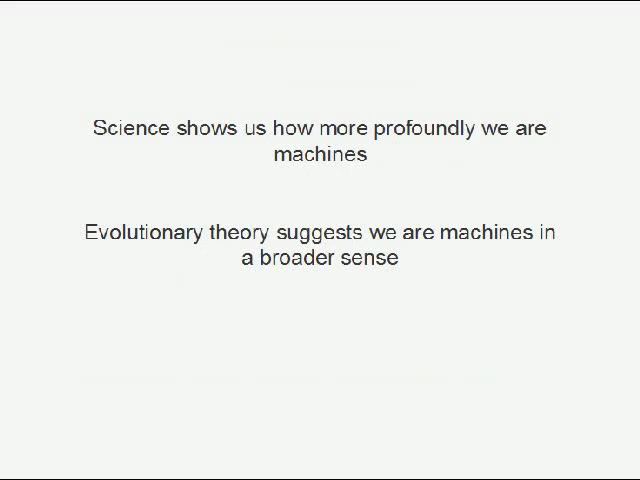 Science shows us how more profoundly we are
machines
Evolutionary theory suggests we are machines in
a broader sense